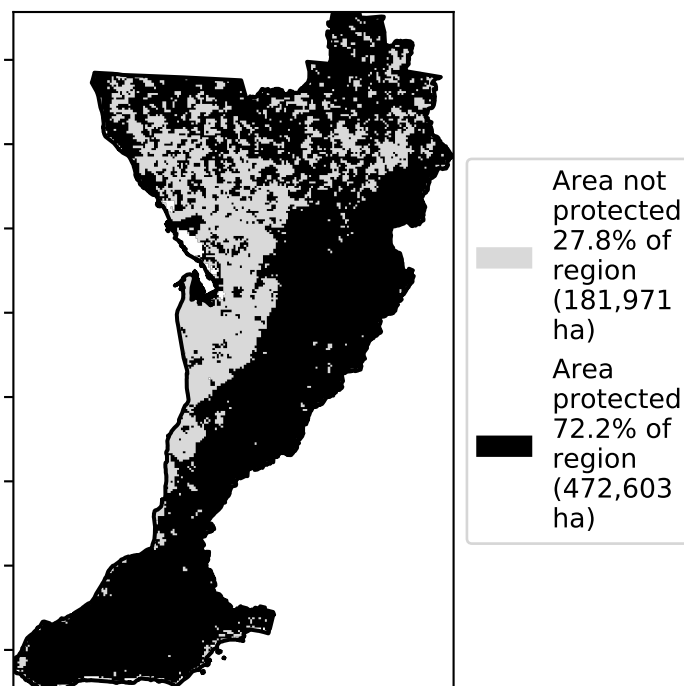 Area not
protected
27.8% of
region
(181,971
ha)
Area
protected
72.2% of
region
(472,603
ha)